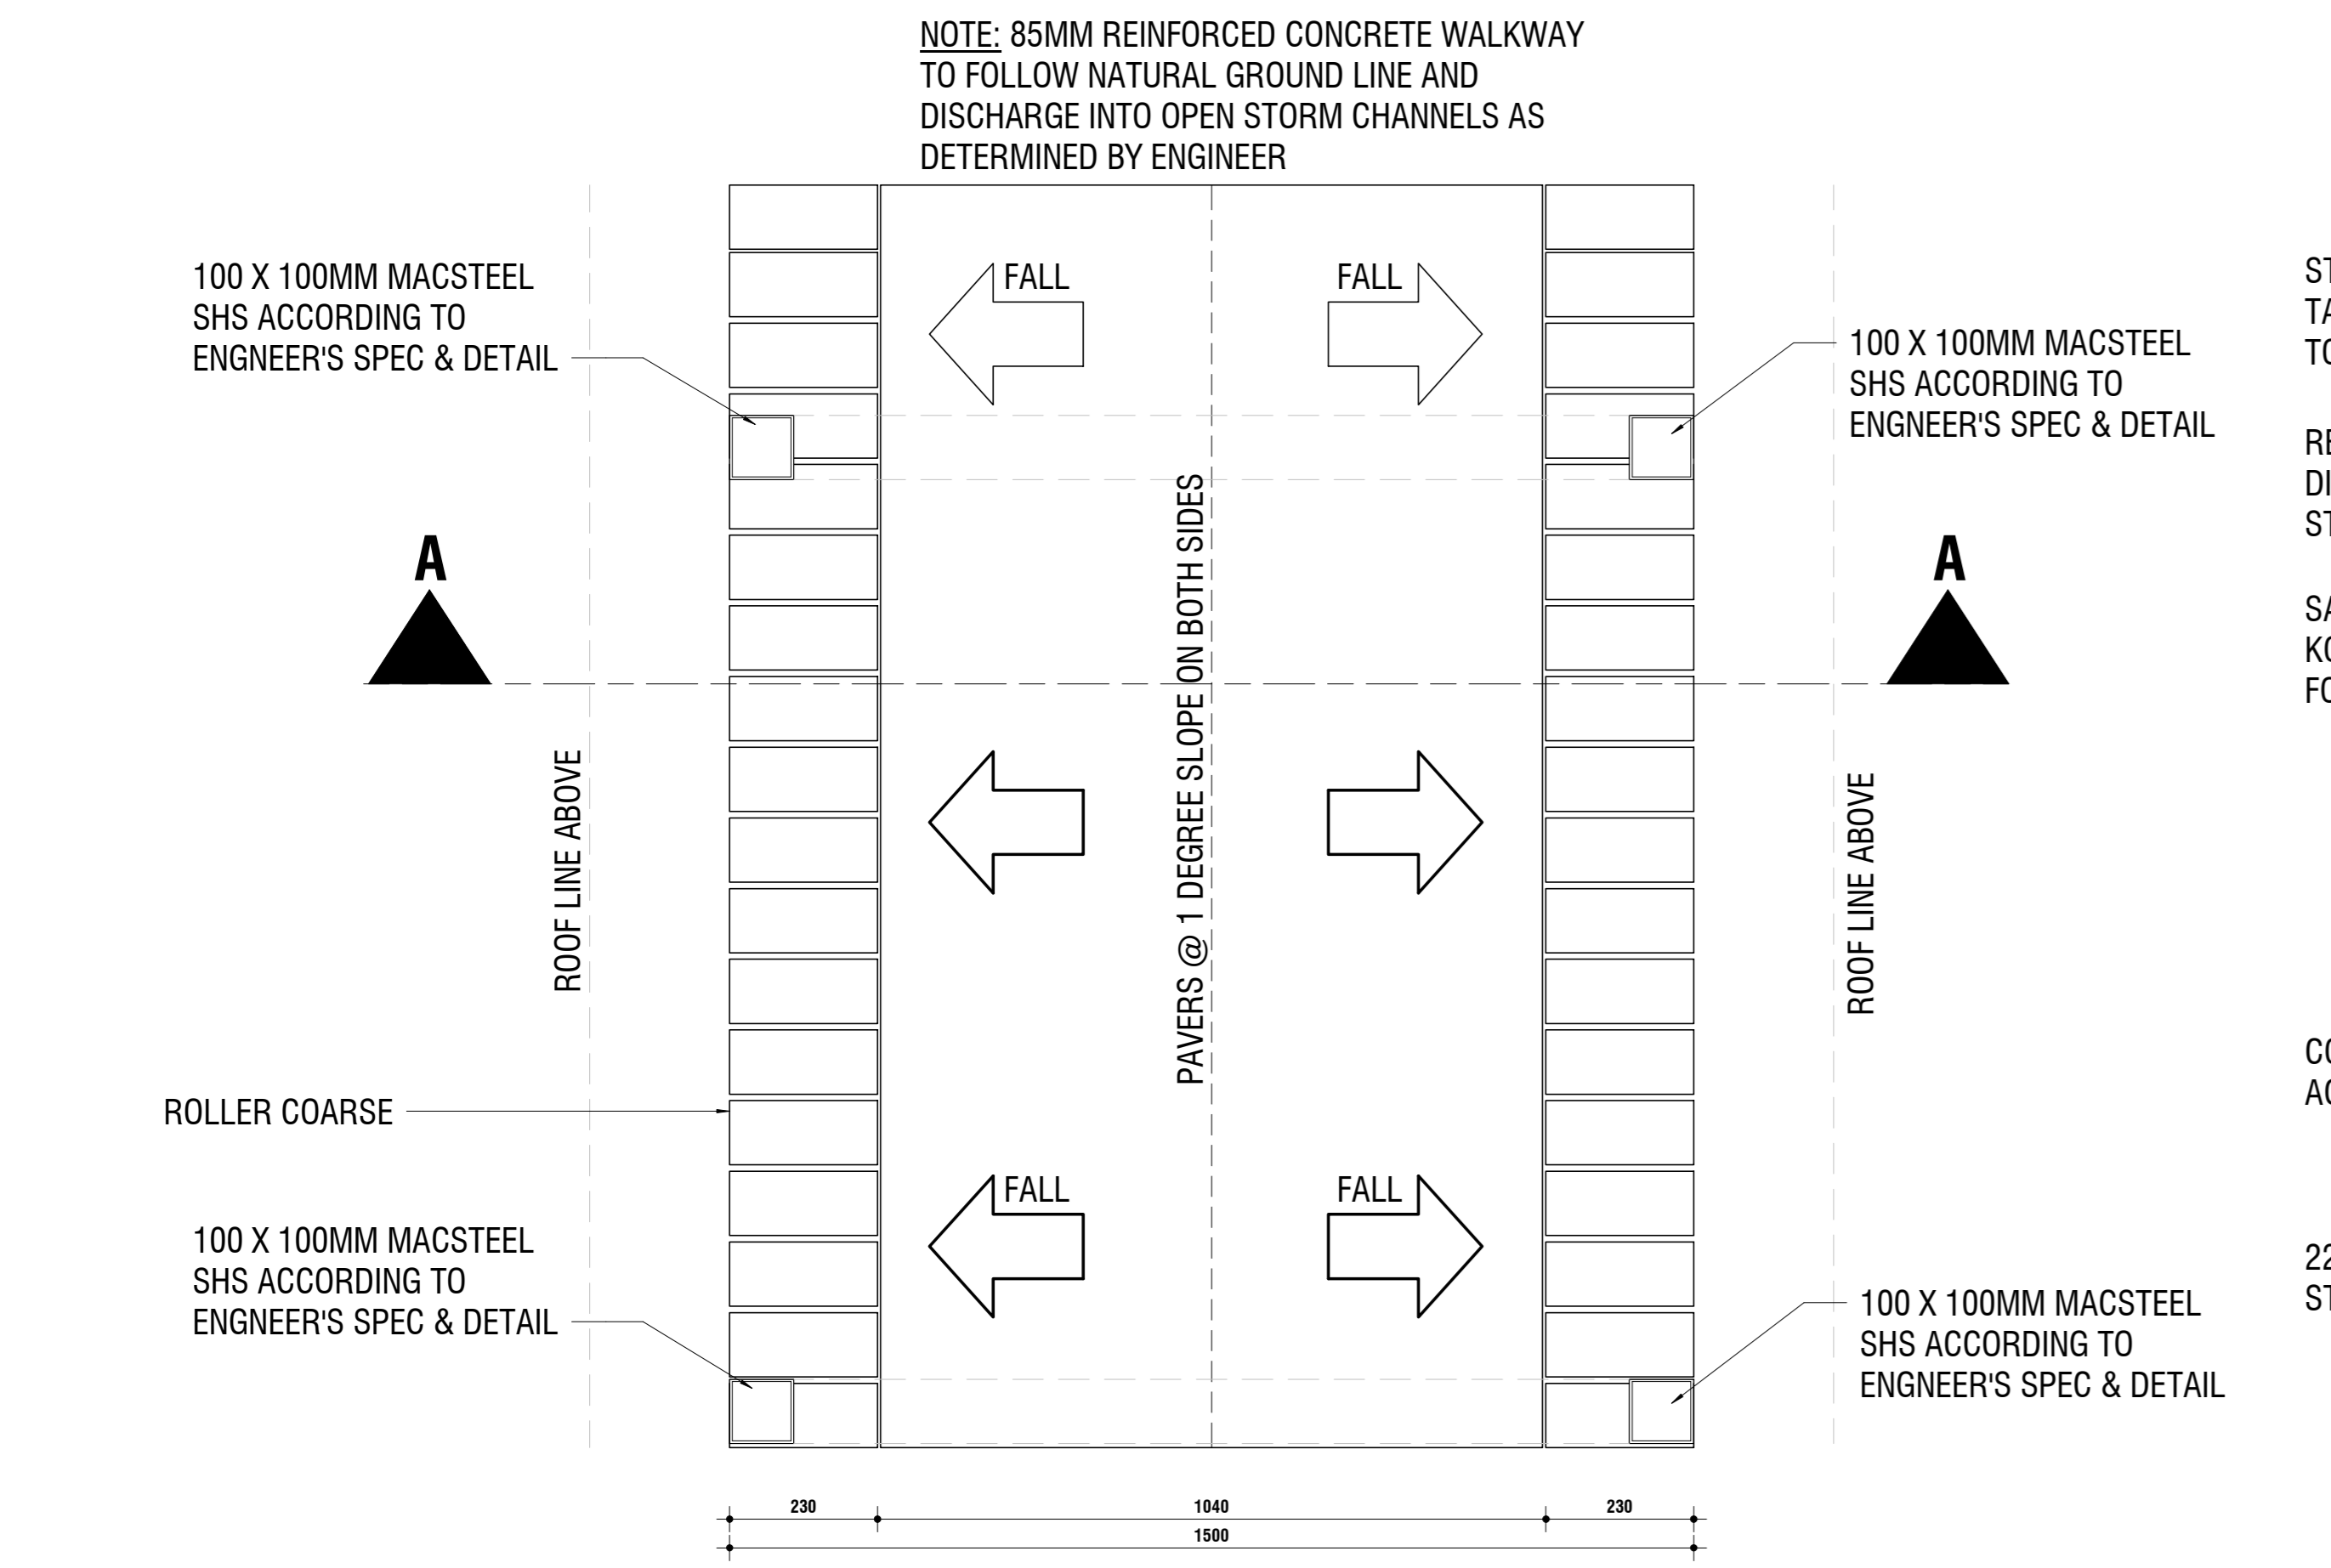 NOTE: 85MM REINFORCED CONCRETE WALKWAY
TO FOLLOW NATURAL GROUND LINE AND
DISCHARGE INTO OPEN STORM CHANNELS AS
DETERMINED BY ENGINEER
100 X 100MM MACSTEEL
SHS ACCORDING TO
ENGNEER'S SPEC & DETAIL
FALL
FALL
100 X 100MM MACSTEEL
SHS ACCORDING TO
ENGNEER'S SPEC & DETAIL
A
A
PAVERS @ 1 DEGREE SLOPE ON BOTH SIDES
ROOF LINE ABOVE
ROOF LINE ABOVE
ROLLER COARSE
FALL
FALL
100 X 100MM MACSTEEL
SHS ACCORDING TO
ENGNEER'S SPEC & DETAIL
100 X 100MM MACSTEEL
SHS ACCORDING TO
ENGNEER'S SPEC & DETAIL
230
1040
230
1500